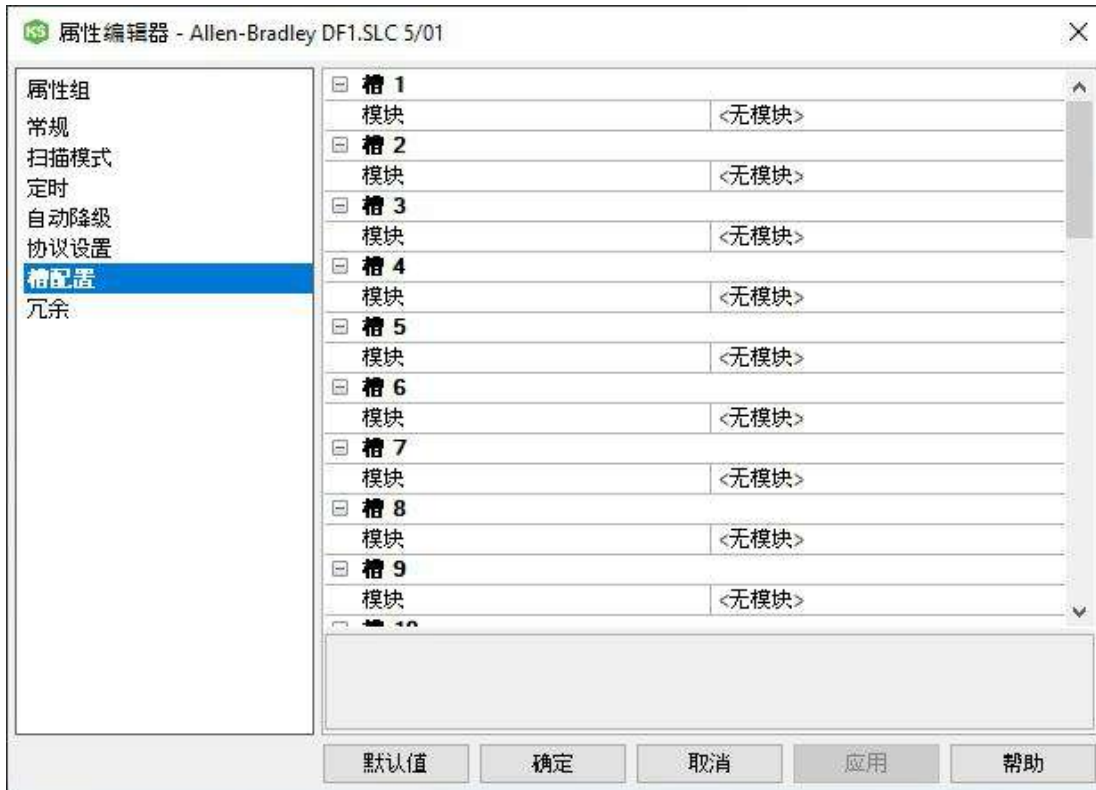 KS 属性编辑器 - Allen-Bradley DF1.SLC 5/01
属性组
常规
扫描模式
定时
自动降级
协议设置
槽配置
冗余
槽 1
模块 <无模块>
槽 2
模块 <无模块>
槽 3
模块 <无模块>
槽 4
模块 <无模块>
槽 5
模块 <无模块>
槽 6
模块 <无模块>
槽 7
模块 <无模块>
槽 8
模块 <无模块>
槽 9
模块 <无模块>
槽 10
默认值 确定 取消 应用 帮助